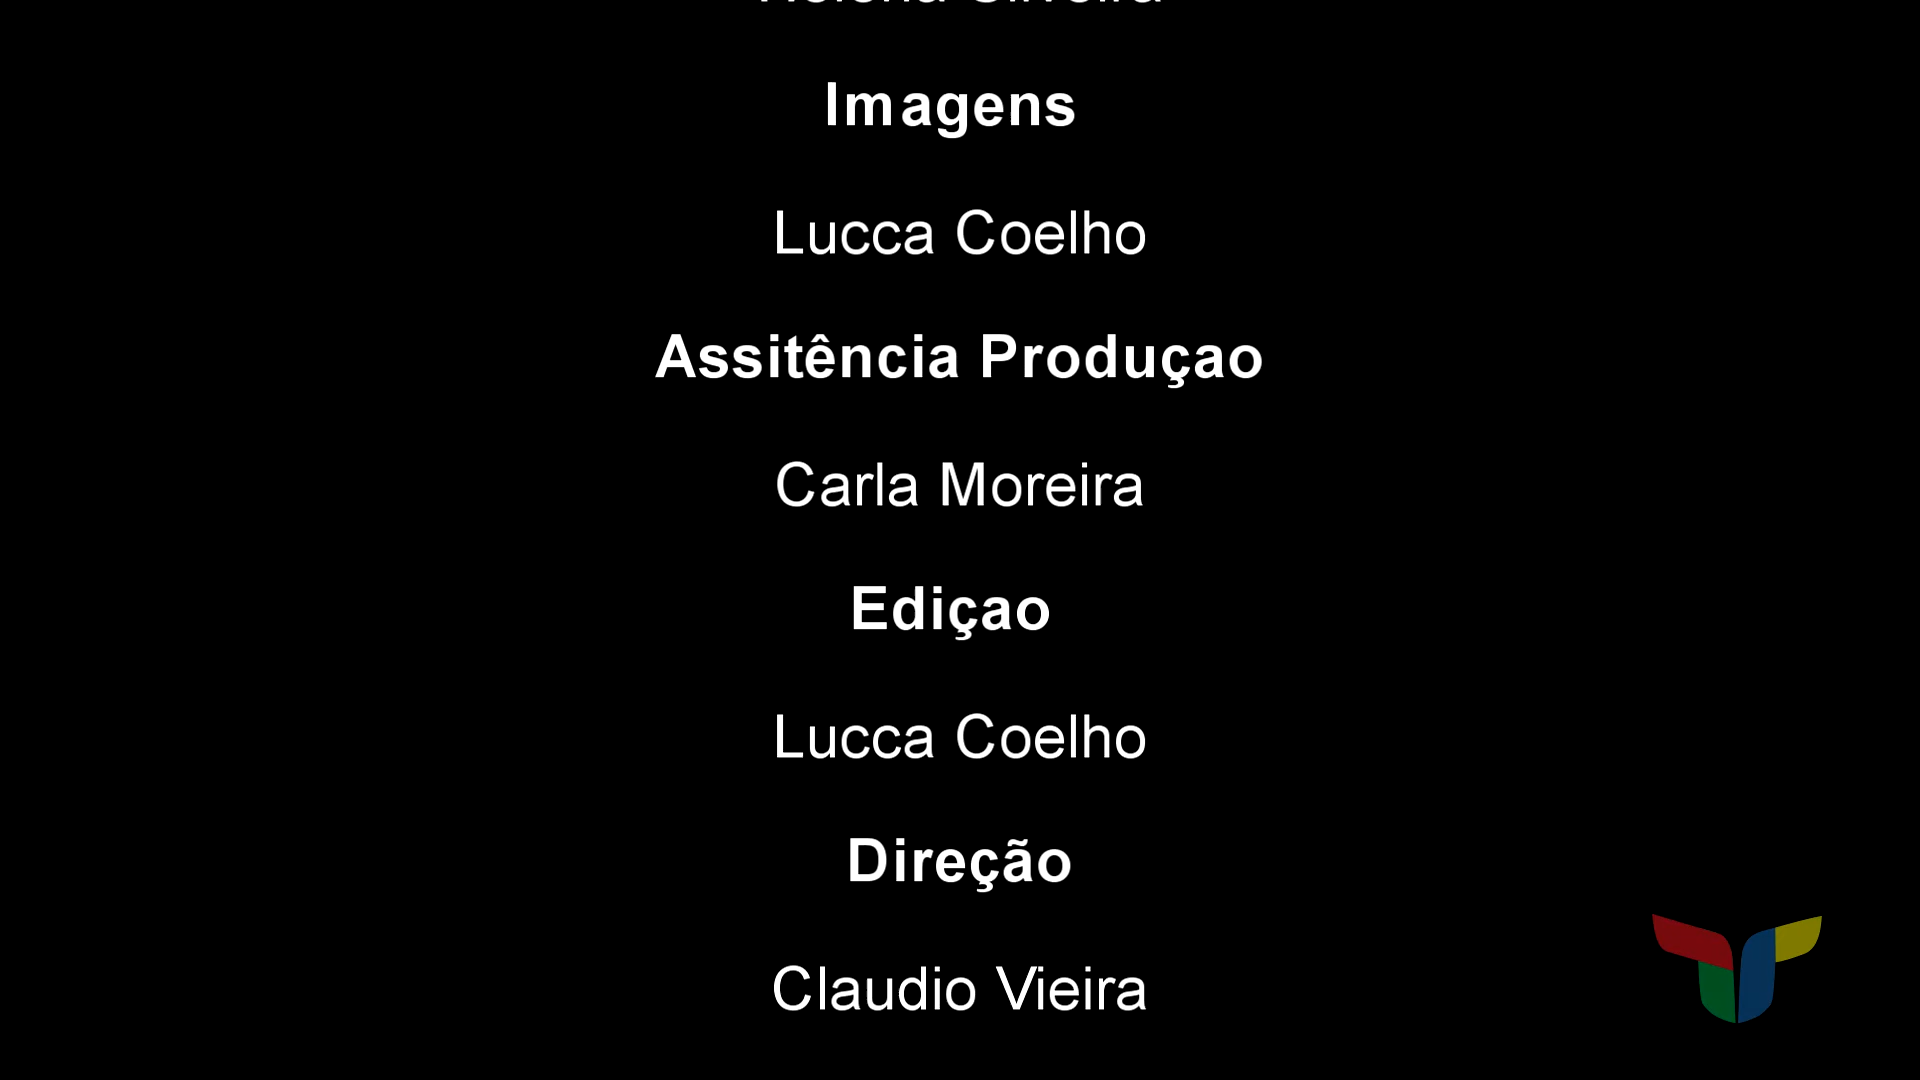 Imagens
Lucca Coelho
Assitência Produçao
Carla Moreira
Ediçao
Lucca Coelho
Direção
Claudio Vieira